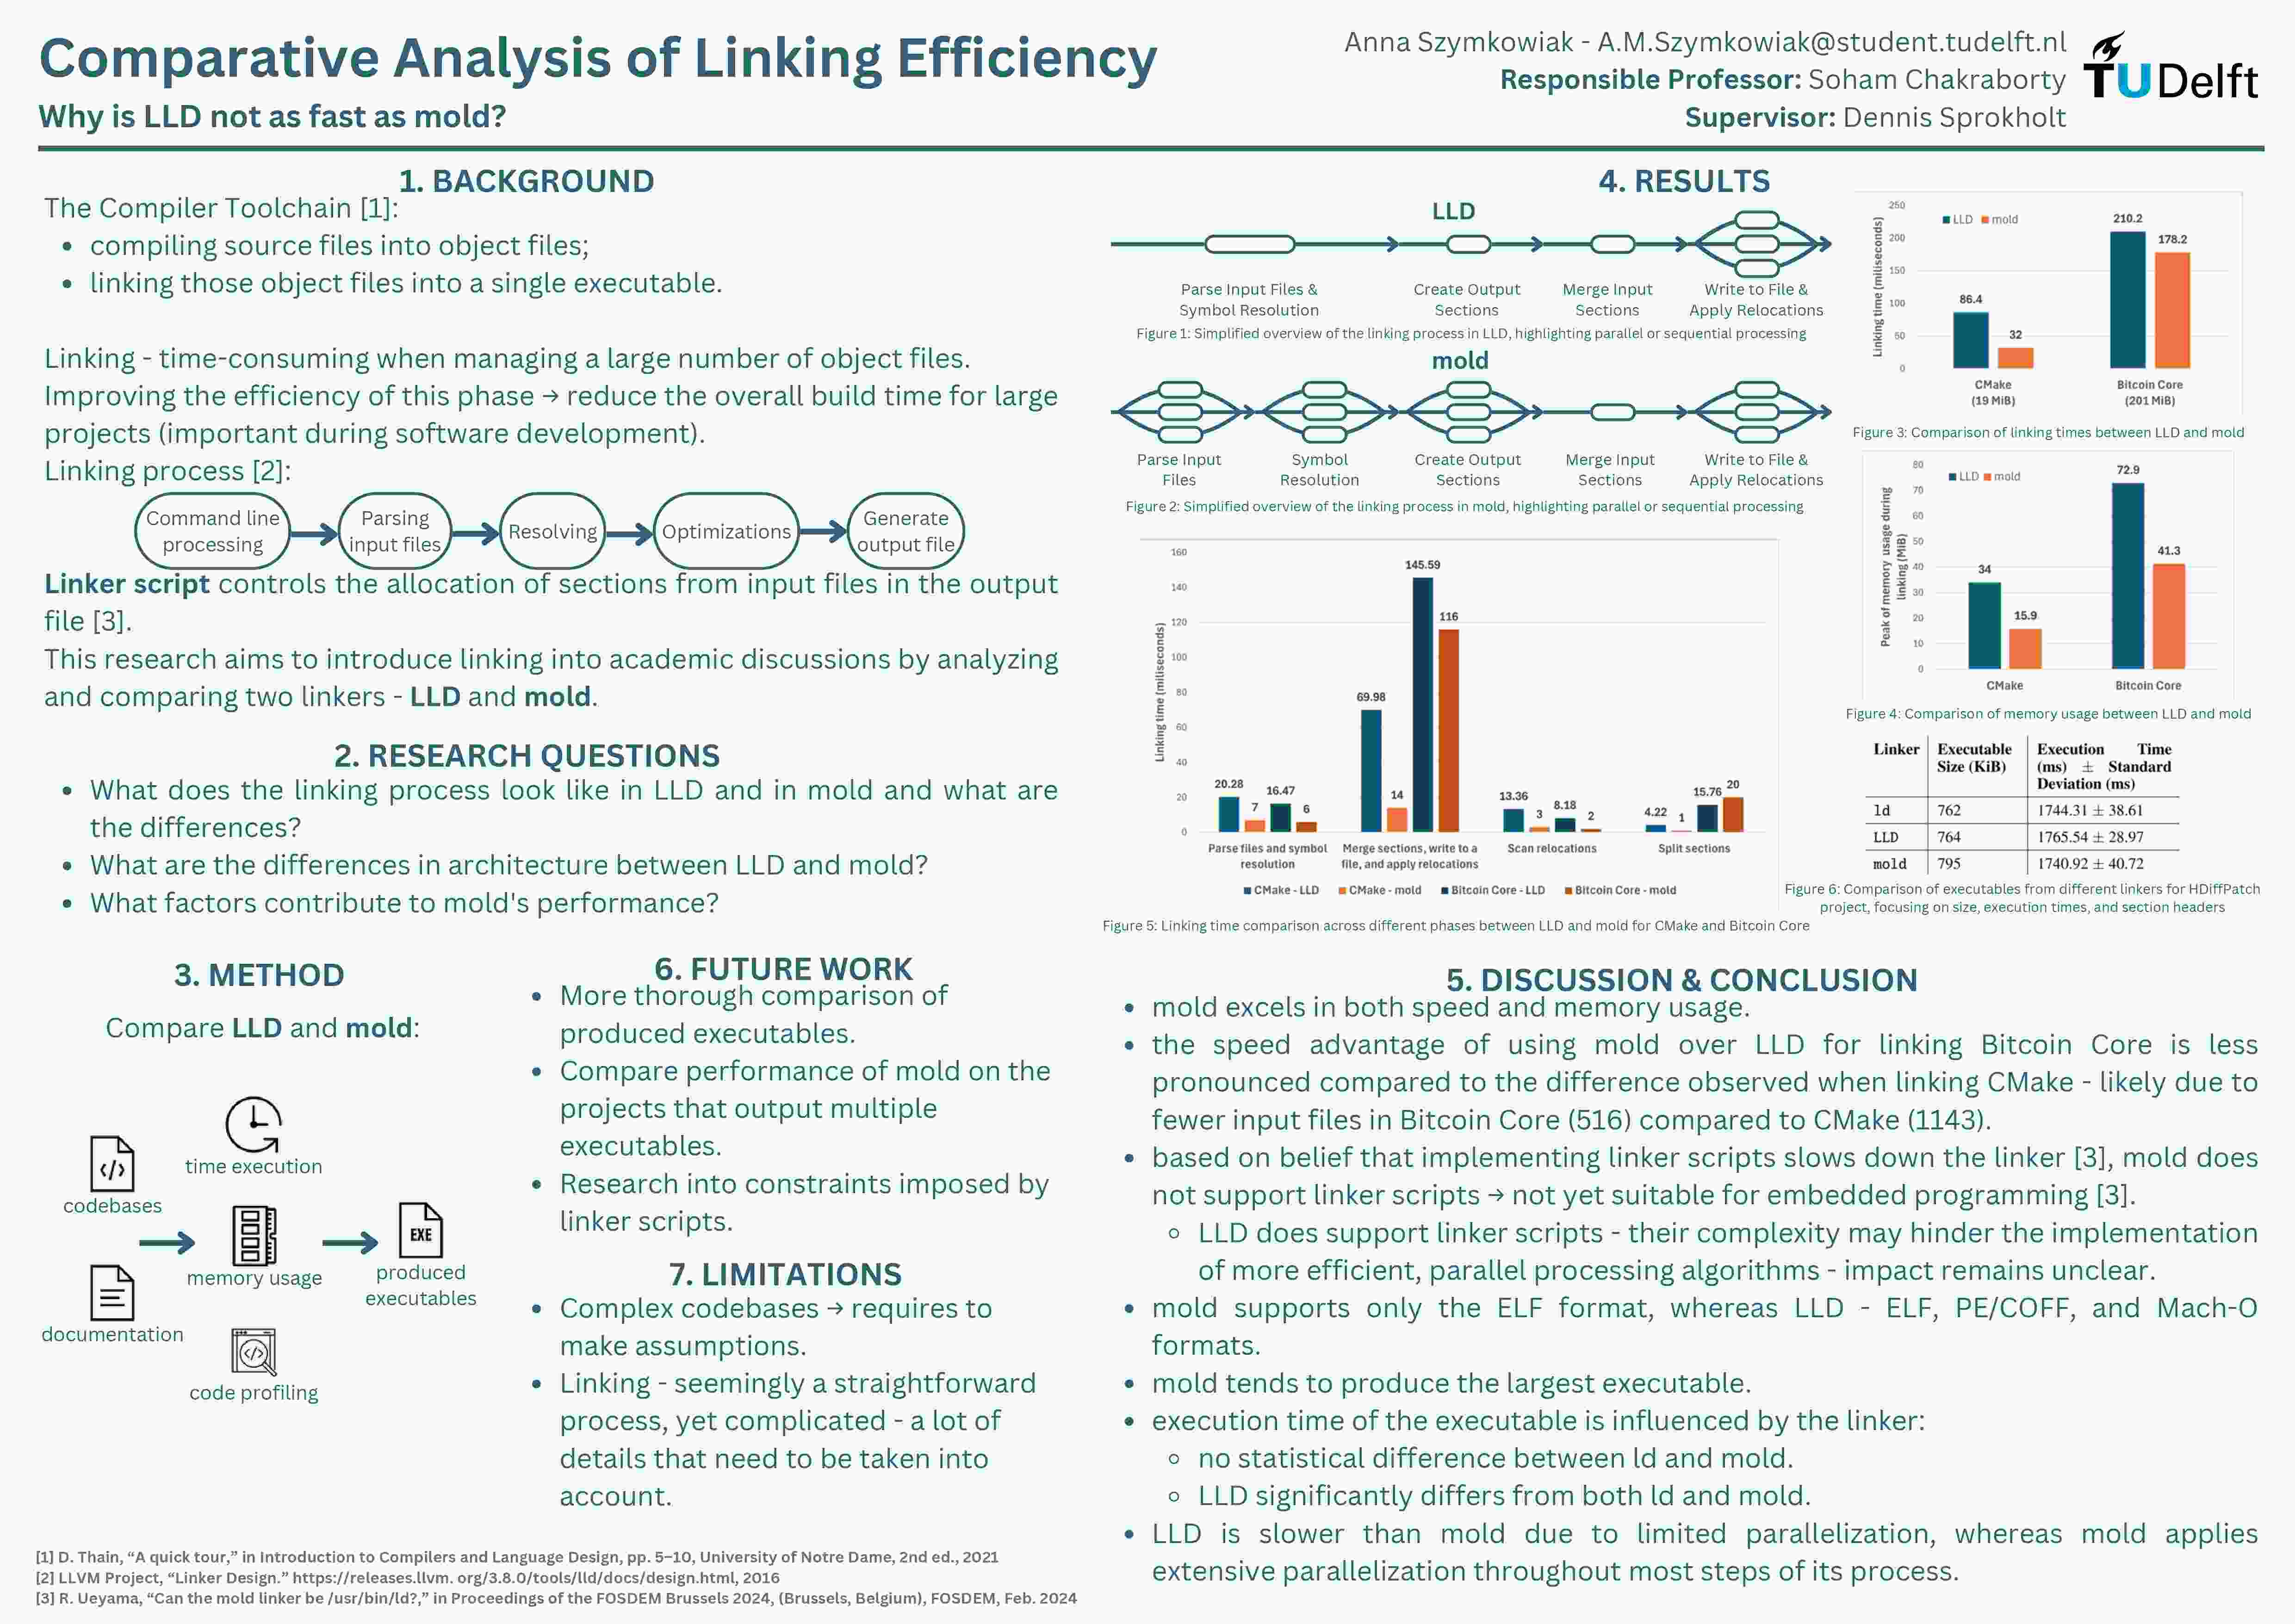 Comparative Analysis of Linking Efficiency
Why is LLD not as fast as mold?
Anna Szymkowiak - A.M.Szymkowiak@student.tudelft.nl
Responsible Professor: Soham Chakraborty
Supervisor: Dennis Sprokholt
TUDelft
1. BACKGROUND
The Compiler Toolchain [1]:
• compiling source files into object files;
• linking those object files into a single executable.
Linking - time-consuming when managing a large number of object files.
Improving the efficiency of this phase → reduce the overall build time for large
projects (important during software development).
Linking process [2]:
Command line
processing
Parsing
input files
Resolving
Optimizations
Generate
output file
Linker script controls the allocation of sections from input files in the output
file [3].
This research aims to introduce linking into academic discussions by analyzing
and comparing two linkers - LLD and mold.
2. RESEARCH QUESTIONS
• What does the linking process look like in LLD and in mold and what are
the differences?
• What are the differences in architecture between LLD and mold?
• What factors contribute to mold's performance?
3. METHOD
Compare LLD and mold:
codebases
documentation
time execution
memory usage
code profiling
EXE
produced
executables
6. FUTURE WORK
• More thorough comparison of
produced executables.
• Compare performance of mold on the
projects that output multiple
executables.
• Research into constraints imposed by
linker scripts.
7. LIMITATIONS
• Complex codebases → requires to
make assumptions.
• Linking - seemingly a straightforward
process, yet complicated - a lot of
details that need to be taken into
account.
[1] D. Thain, “A quick tour,” in Introduction to Compilers and Language Design, pp. 5–10, University of Notre Dame, 2nd ed., 2021
[2] LLVM Project, “Linker Design.” https://releases.llvm. org/3.8.0/tools/lld/docs/design.html, 2016
[3] R. Ueyama, “Can the mold linker be /usr/bin/ld?,” in Proceedings of the FOSDEM Brussels 2024, (Brussels, Belgium), FOSDEM, Feb. 2024
4. RESULTS
LLD
Parse Input Files &
Symbol Resolution
Create Output
Sections
Merge Input
Sections
Write to File &
Apply Relocations
Figure 1: Simplified overview of the linking process in LLD, highlighting parallel or sequential processing
mold
Parse Input
Files
Symbol
Resolution
Create Output
Sections
Merge Input
Sections
Write to File &
Apply Relocations
Figure 2: Simplified overview of the linking process in mold, highlighting parallel or sequential processing
Linking time (miliseconds)
250
200
150
100
50
0
LLD mold
86.4
32
210.2
178.2
CMake
(19 MiB)
Bitcoin Core
(201 MiB)
Figure 3: Comparison of linking times between LLD and mold
Peak of memory usage during
linking (MiB)
80
70
60
50
40
30
20
10
0
LLD mold
34
15.9
72.9
41.3
CMake
Bitcoin Core
Figure 4: Comparison of memory usage between LLD and mold
Linking time (miliseconds)
160
140
120
100
80
60
40
20
0
20.28
7
16.47
6
69.98
14
145.59
116
13.36
3
8.18
2
4.22
1
15.76
20
Parse files and symbol
resolution
Merge sections, write to a
file, and apply relocations
Scan relocations
Split sections
CMake - LLD CMake - mold Bitcoin Core - LLD Bitcoin Core - mold
Figure 5: Linking time comparison across different phases between LLD and mold for CMake and Bitcoin Core
Linker Executable Size (KiB) Execution Time (ms) ± Standard Deviation (ms)
ld 762 1744.31 ± 38.61
LLD 764 1765.54 ± 28.97
mold 795 1740.92 ± 40.72
Figure 6: Comparison of executables from different linkers for HDiffPatch
project, focusing on size, execution times, and section headers
5. DISCUSSION & CONCLUSION
• mold excels in both speed and memory usage.
• the speed advantage of using mold over LLD for linking Bitcoin Core is less
pronounced compared to the difference observed when linking CMake - likely due to
fewer input files in Bitcoin Core (516) compared to CMake (1143).
• based on belief that implementing linker scripts slows down the linker [3], mold does
not support linker scripts → not yet suitable for embedded programming [3].
◦ LLD does support linker scripts - their complexity may hinder the implementation
of more efficient, parallel processing algorithms - impact remains unclear.
• mold supports only the ELF format, whereas LLD - ELF, PE/COFF, and Mach-O
formats.
• mold tends to produce the largest executable.
• execution time of the executable is influenced by the linker:
◦ no statistical difference between ld and mold.
◦ LLD significantly differs from both ld and mold.
• LLD is slower than mold due to limited parallelization, whereas mold applies
extensive parallelization throughout most steps of its process.